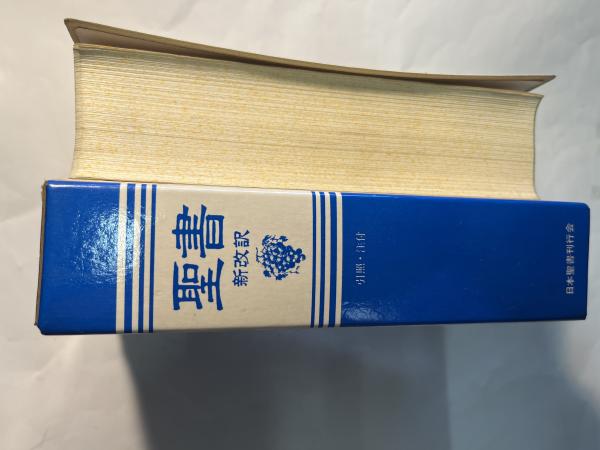 聖書
新改訳
引照・注付
日本聖書刊行会